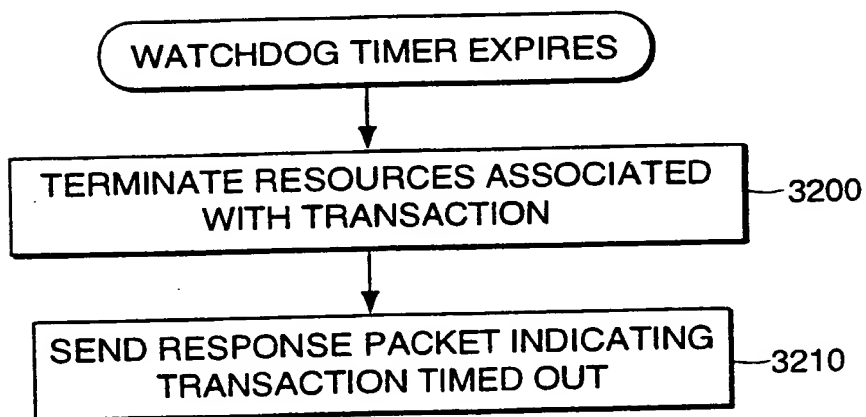 WATCHDOG TIMER EXPIRES
TERMINATE RESOURCES ASSOCIATED
WITH TRANSACTION
3200
SEND RESPONSE PACKET INDICATING
TRANSACTION TIMED OUT
3210